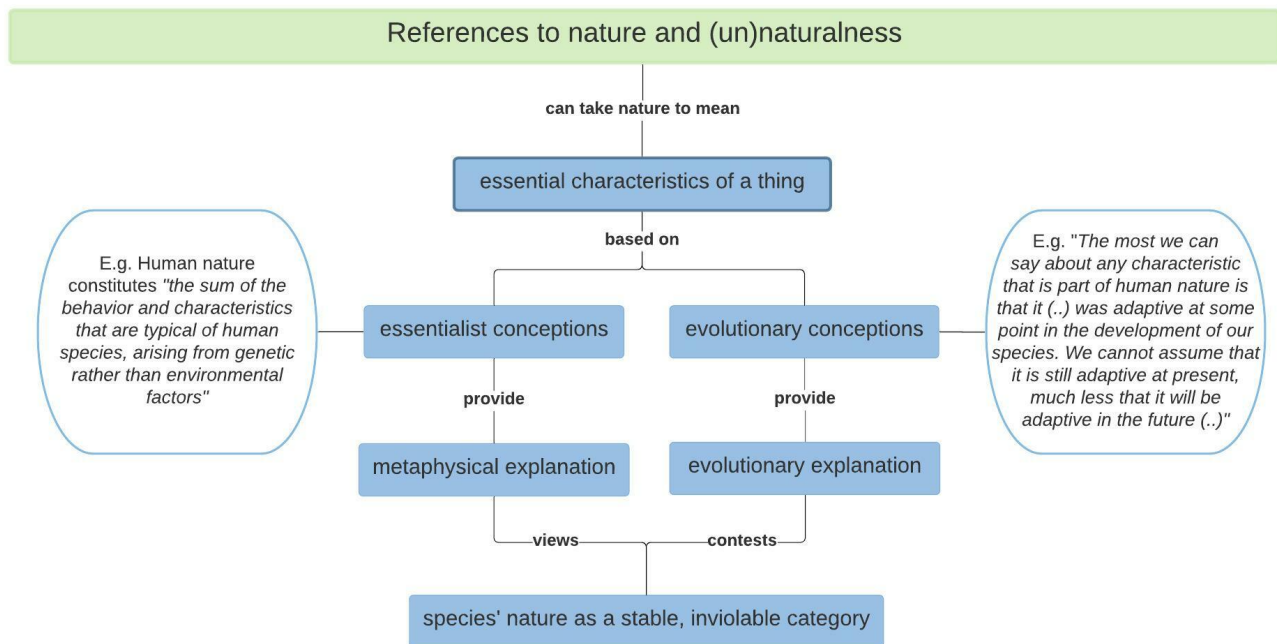 References to nature and (un)naturalness
can take nature to mean
essential characteristics of a thing
based on
E.g. Human nature
constitutes "the sum of the
behavior and characteristics
that are typical of human
species, arising from genetic
rather than environmental
factors"
essentialist conceptions
evolutionary conceptions
E.g. "The most we can
say about any characteristic
that is part of human nature is
that it (..) was adaptive at some
point in the development of our
species. We cannot assume that
it is still adaptive at present,
much less that it will be
adaptive in the future (..)"
provide
provide
metaphysical explanation
evolutionary explanation
views
contests
species' nature as a stable, inviolable category